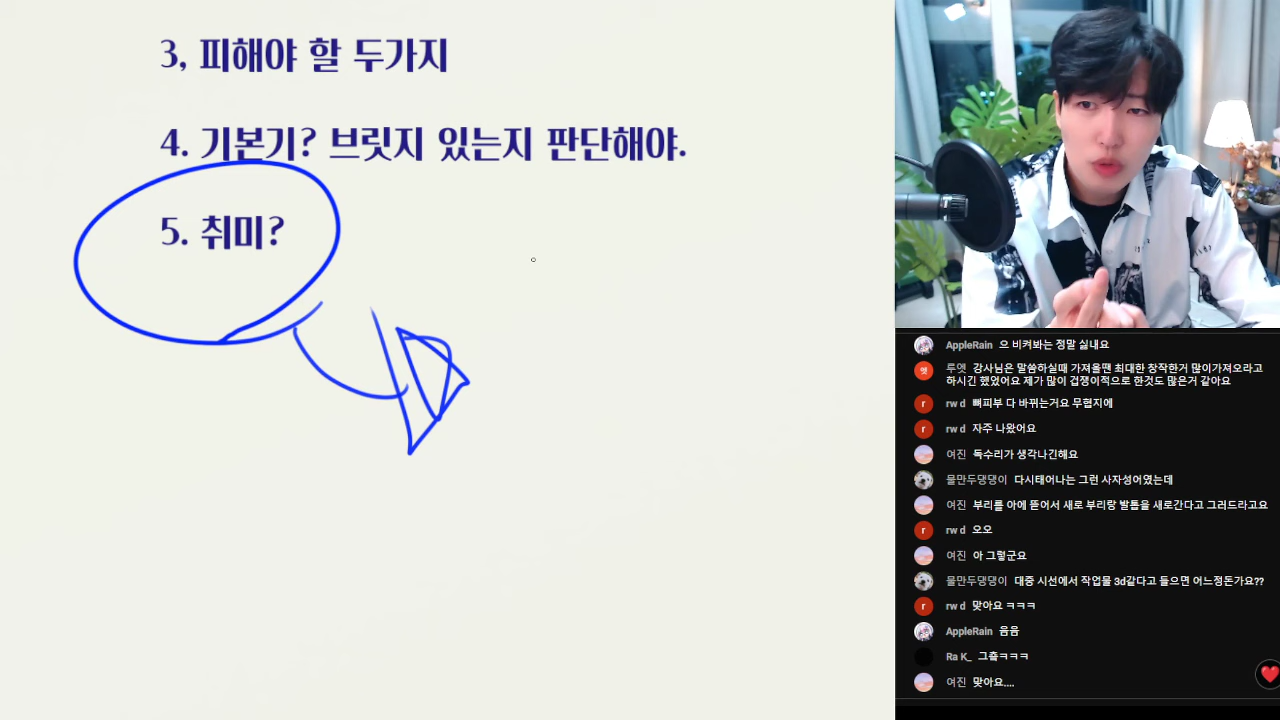 3, 피해야 할 두가지
4. 기본기? 브릿지 있는지 판단해야.
5. 취미?
AppleRain 으 비켜봐는 정말 싫내요
루엣 강사님은 말씀하실때 가져올땐 최대한 창작한거 많이가져오라고
하시긴 했었어요 제가 많이 겁쟁이적으로 한것도 많은거 같아요
rw d 뼈피부 다 바뀌는거요 무협지에
rw d 자주 나왔어요
여진 독수리가 생각나긴해요
물만두댕댕이 다시태어나는 그런 사자성어였는데
여진 부리를 아에 뜯어서 새로 부리랑 발톱을 새로간다고 그러드라고요
rw d 오오
여진 아 그렇군요
물만두댕댕이 대중 시선에서 작업물 3d같다고 들으면 어느정돈가요??
rw d 맞아요 ㅋㅋㅋ
AppleRain 음음
Ra K_ 그쵸ㅋㅋㅋ
여진 맞아요....